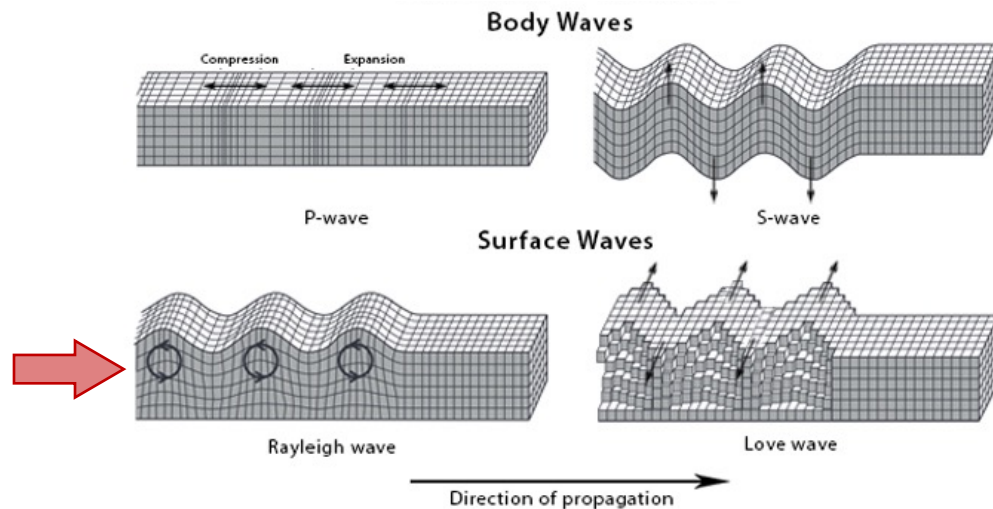 Body Waves
Compression
Expansion
P-wave
S-wave
Surface Waves
Rayleigh wave
Love wave
Direction of propagation